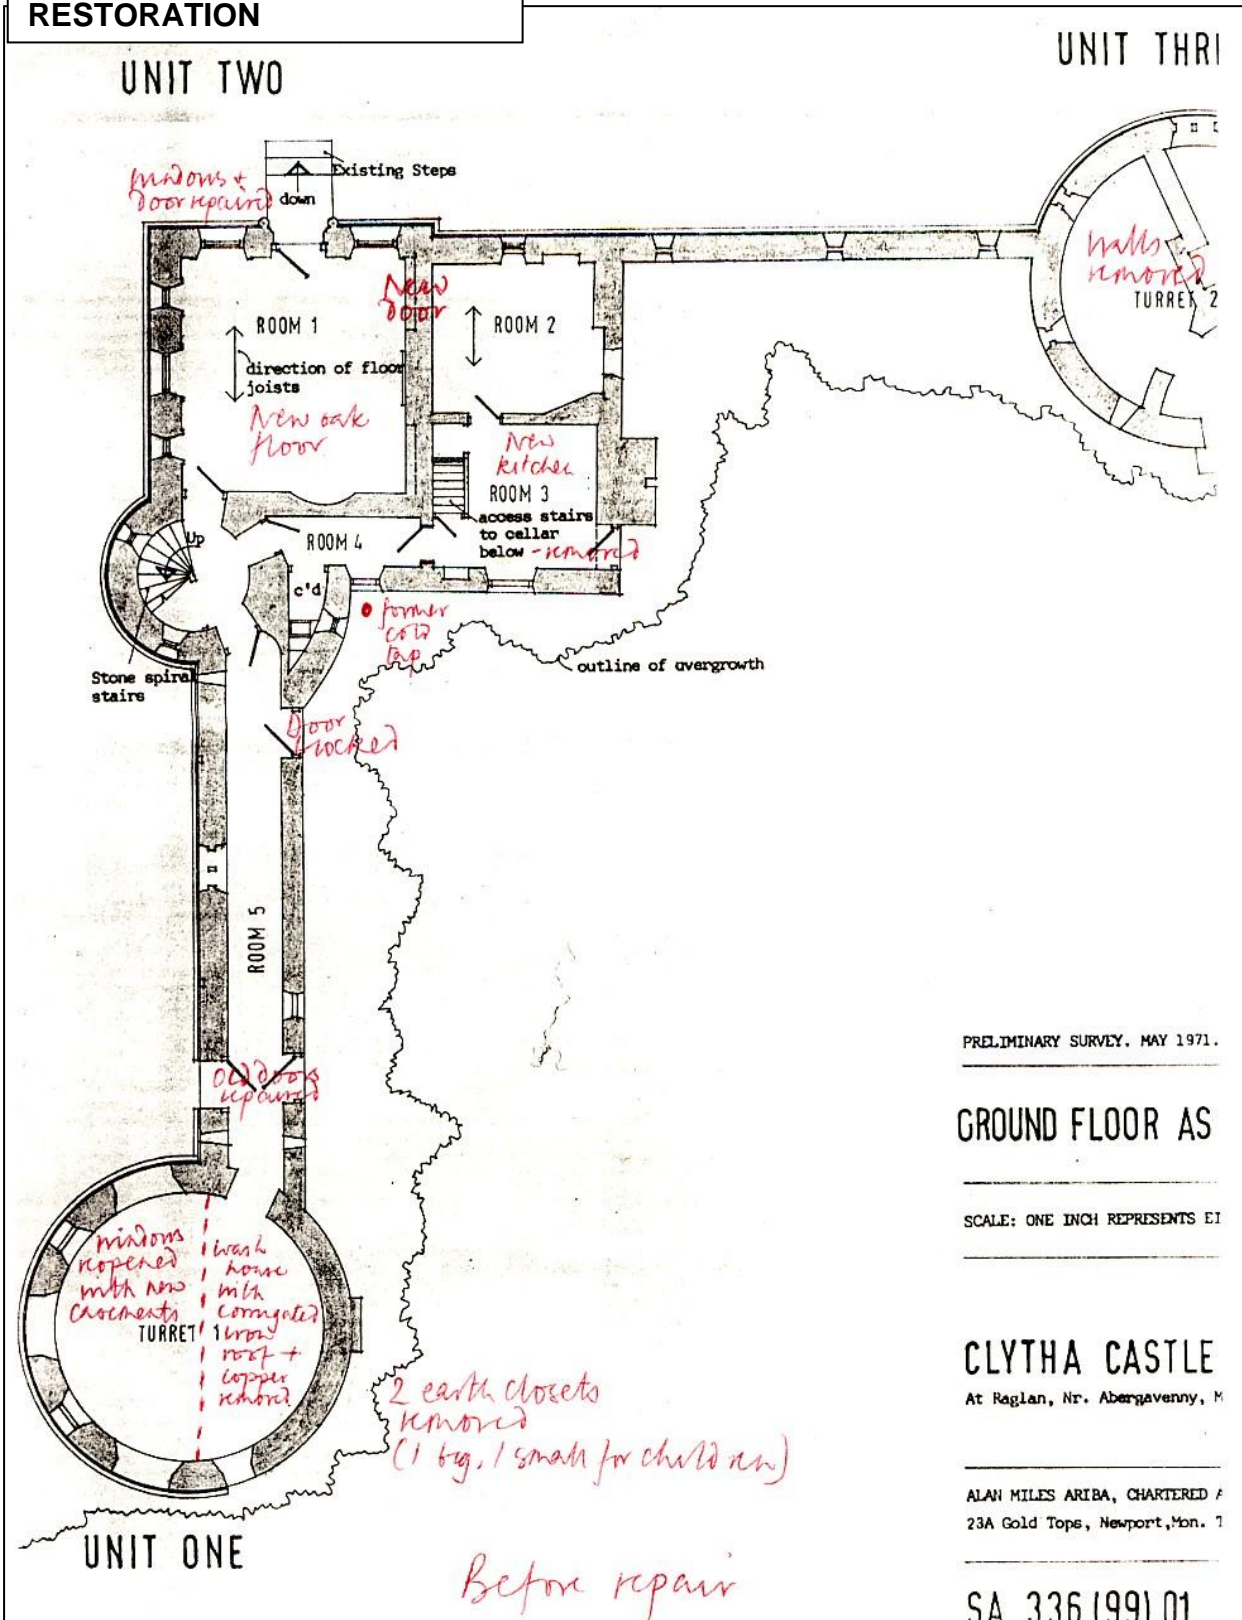 RESTORATION
UNIT TWO
UNIT THRE
Existing Steps
down
windows +
door repaired
walls
removed
TURRET 2
New
door
ROOM 1
ROOM 2
direction of floor
joists
New oak
floor
New
kitchen
ROOM 3
access stairs
to cellar
below - removed
Up
ROOM 4
c'd
former
cold
tap
outline of overgrowth
Stone spiral
stairs
Door
blocked
ROOM 5
Old doors
repaired
PRELIMINARY SURVEY. MAY 1971.
GROUND FLOOR AS
SCALE: ONE INCH REPRESENTS EI
windows
reopened
with new
casements
wash
house
with
corrugated
iron
roof +
copper
removed
TURRET 1
CLYTHA CASTLE
At Raglan, Nr. Abergavenny, M
2 earth closets
removed
(1 big, 1 small for children)
ALAN MILES ARIBA, CHARTERED A
23A Gold Tops, Newport, Mon. T
UNIT ONE
Before repair
SA 336(99)01